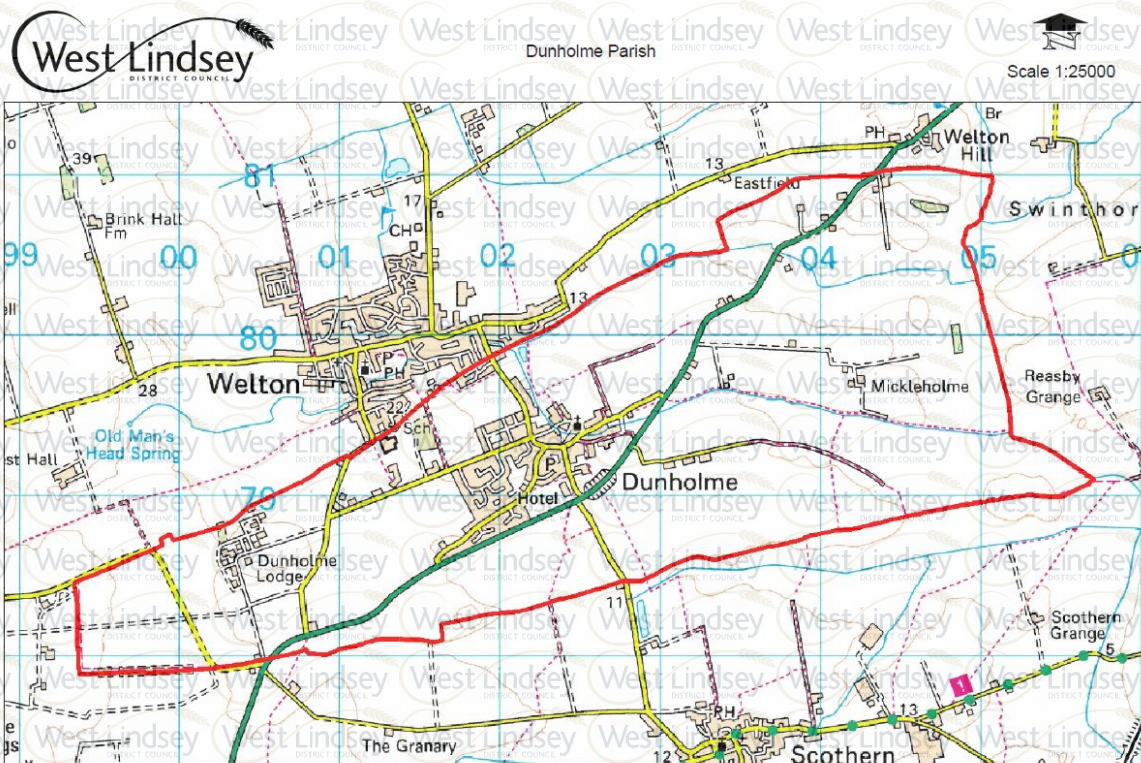 West Lindsey
DISTRICT COUNCIL
Dunholme Parish
N
Scale 1:25000
39
81
Brink Hall
Fm
17
CH
13
Eastfield
PH
Br
Welton
Hill
Swinthor
99
00
01
02
03
04
05
13
80
Welton
P
PH
28
22
Sch
Old Man's
Head Spring
st Hall
79
Mickleholme
Reasby
Grange
P
Hotel
Dunholme
Dunholme
Lodge
11
Scothern
Grange
5
1
13
PH
The Granary
12
Scothern